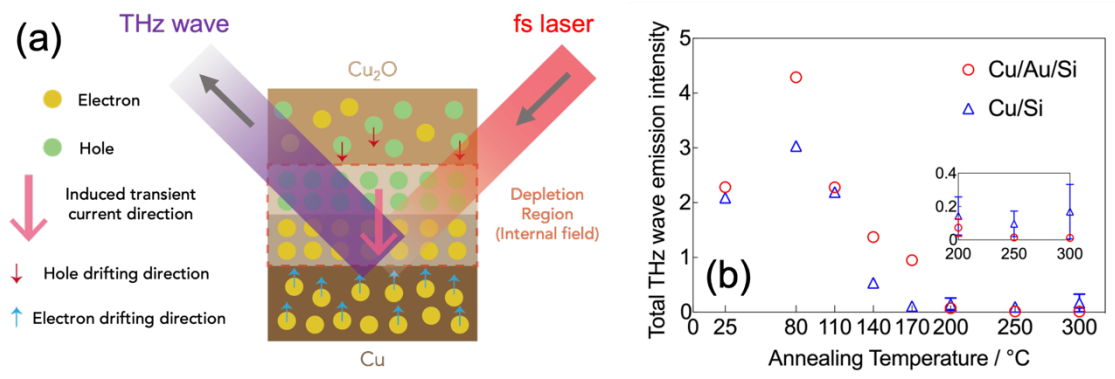 (a)
THz wave
fs laser
Cu₂O
Electron
Hole
Induced transient
current direction
Hole drifting direction
Electron drifting direction
Depletion
Region
(Internal field)
Cu
Total THz wave emission intensity
5
4
3
2
1
0
Cu/Au/Si
Cu/Si
0.4
0.2
0
200 250 300
(b)
25 80 110 140 170 200 250 300
Annealing Temperature / °C